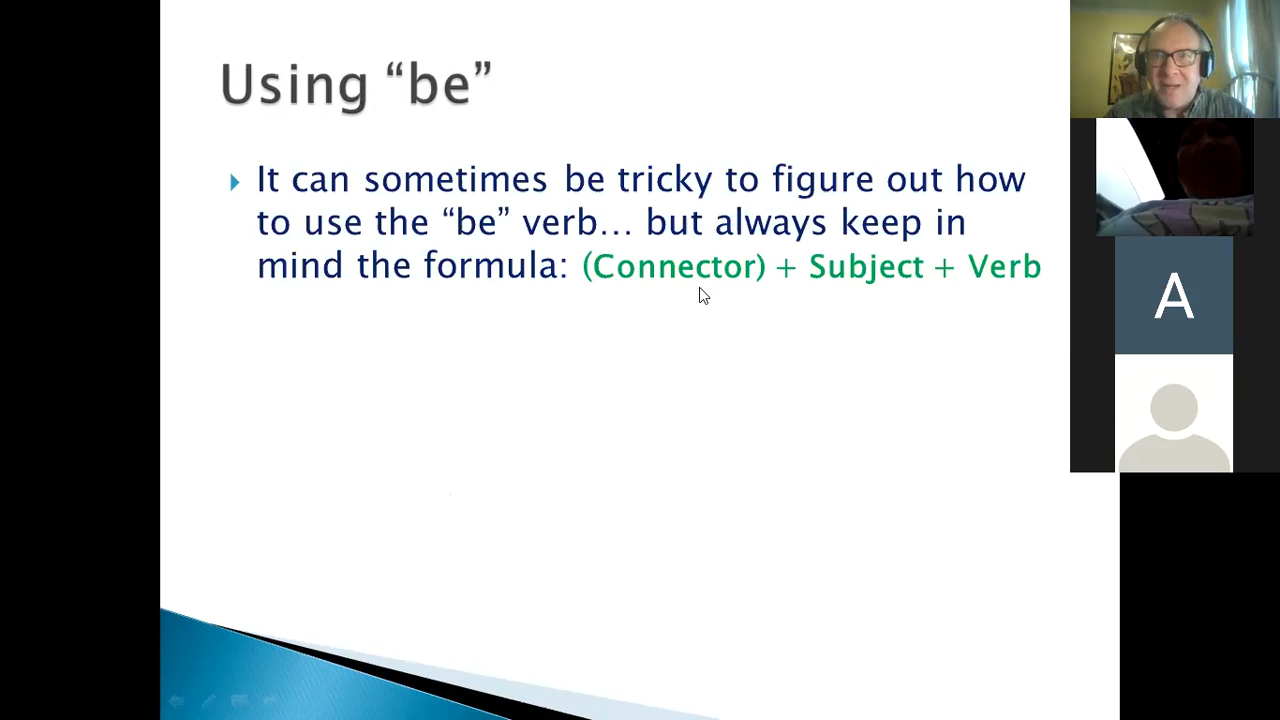 Using “be”
It can sometimes be tricky to figure out how
to use the “be” verb… but always keep in
mind the formula: (Connector) + Subject + Verb
A